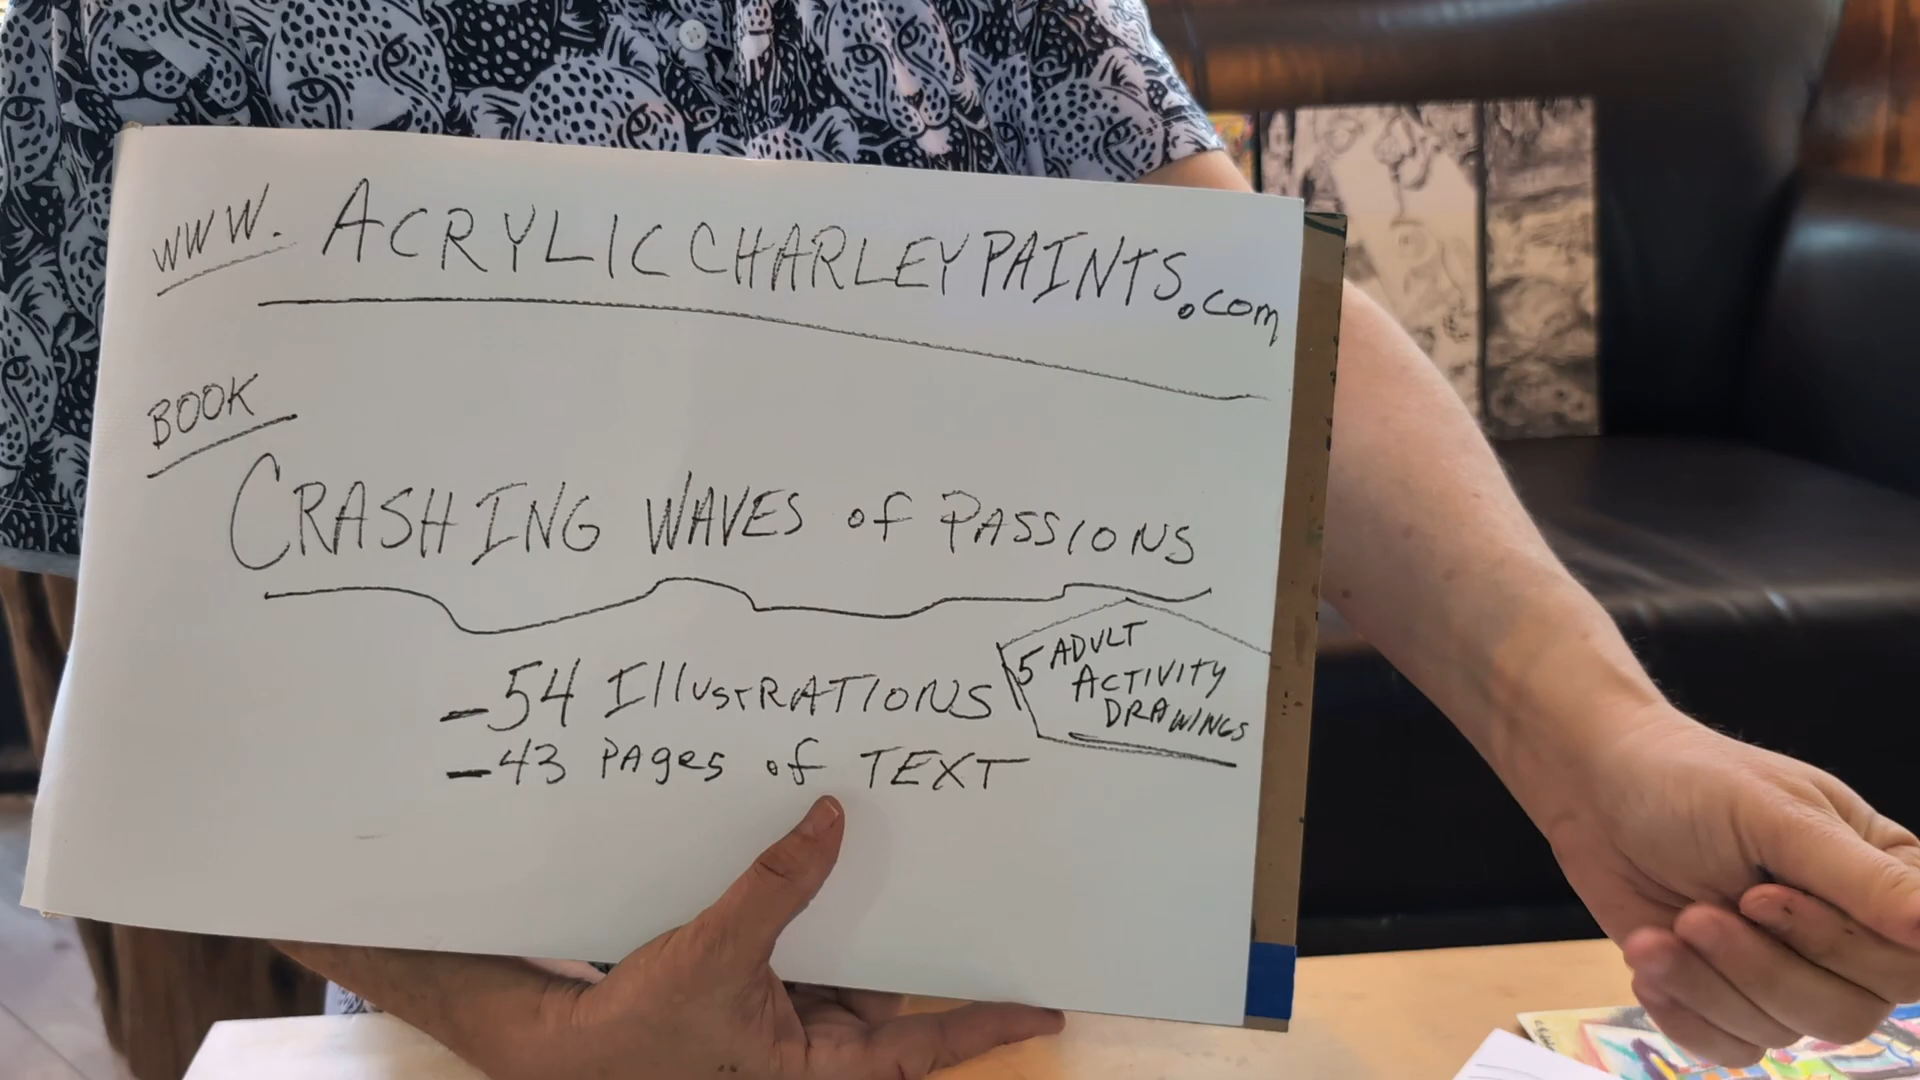 www. ACRYLICCHARLEYPAINTS.com
BOOK
CRASHING WAVES of PASSIONS
- 54 IllusTRATIONS
5 ADULT
ACTIVITY
DRAWINGS
- 43 PAges of TEXT